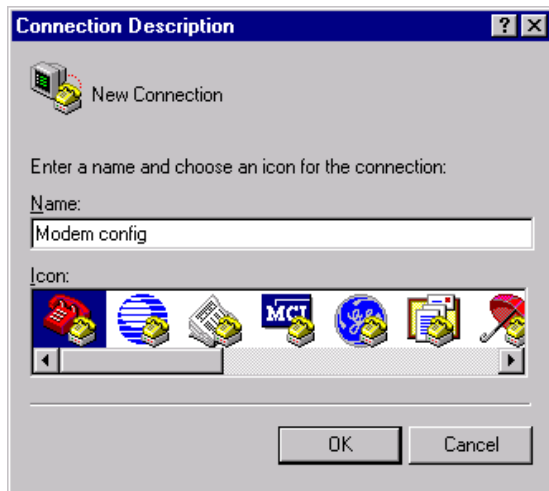 Connection Description
New Connection
Enter a name and choose an icon for the connection:
Name:
Modem config
Icon:
MCI
OK Cancel